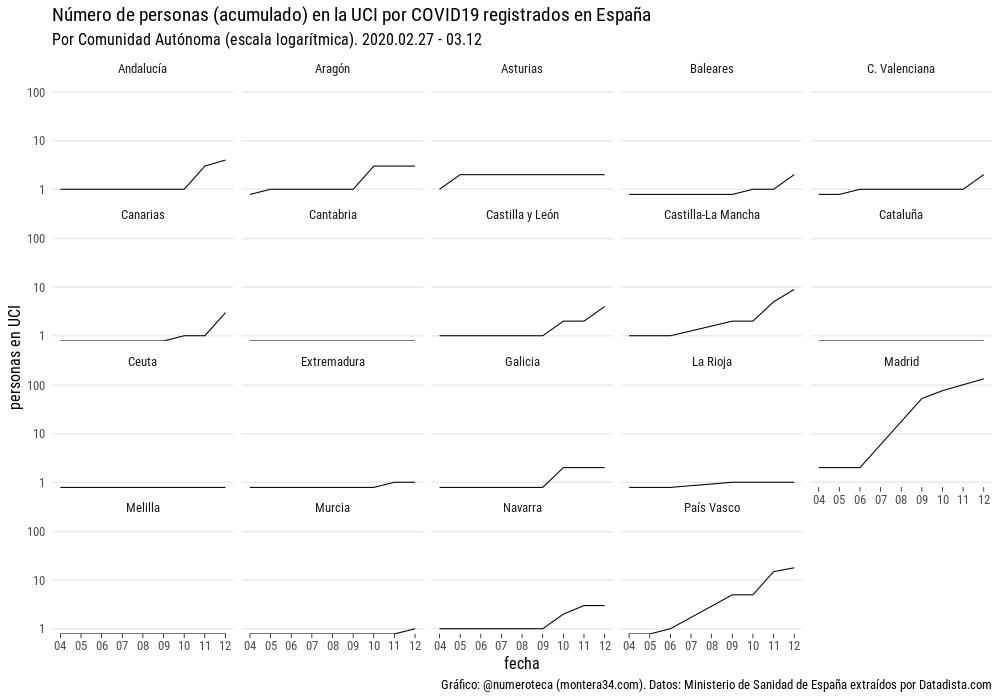 Número de personas (acumulado) en la UCI por COVID19 registrados en España
Por Comunidad Autónoma (escala logarítmica). 2020.02.27 - 03.12
Andalucía Aragón Asturias Baleares C. Valenciana
100
10
1
Canarias Cantabria Castilla y León Castilla-La Mancha Cataluña
100
10
1
personas en UCI
Ceuta Extremadura Galicia La Rioja Madrid
100
10
1
04 05 06 07 08 09 10 11 12
Melilla Murcia Navarra País Vasco
100
10
1
04 05 06 07 08 09 10 11 12 04 05 06 07 08 09 10 11 12 04 05 06 07 08 09 10 11 12 04 05 06 07 08 09 10 11 12
fecha
Gráfico: @numeroteca (montera34.com). Datos: Ministerio de Sanidad de España extraídos por Datadista.com